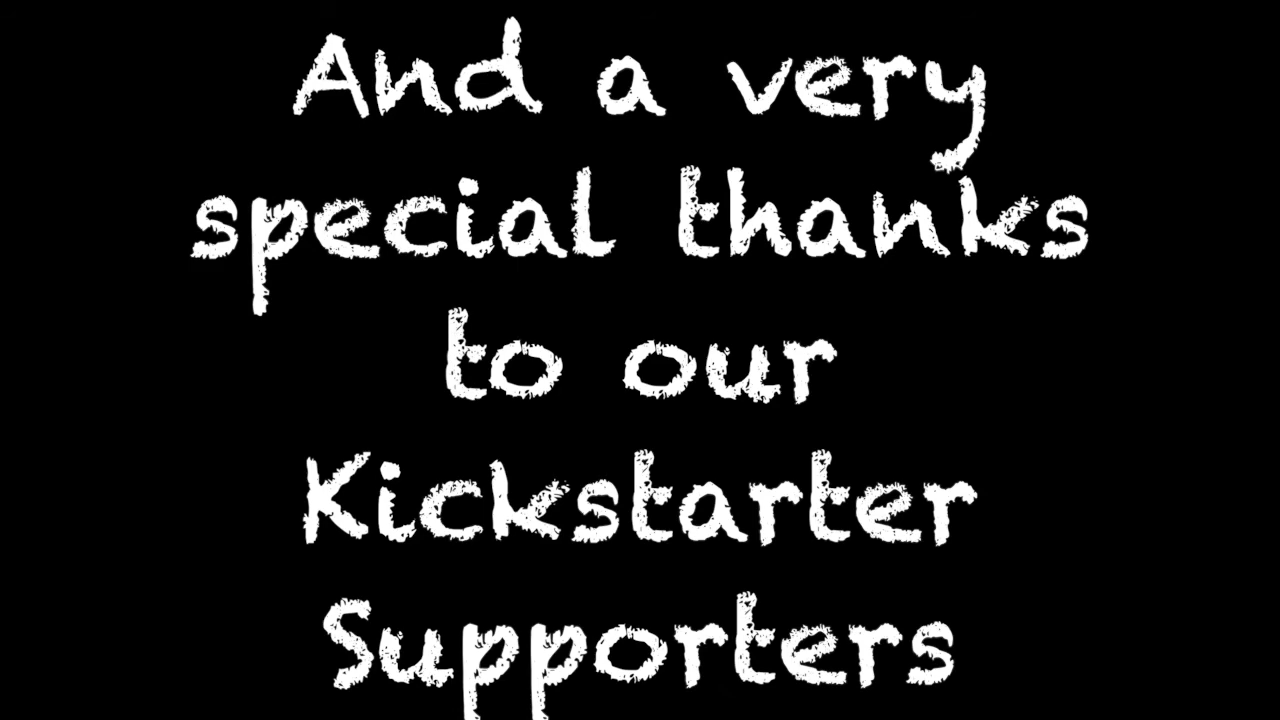 And a very
special thanks
to our
Kickstarter
Supporters